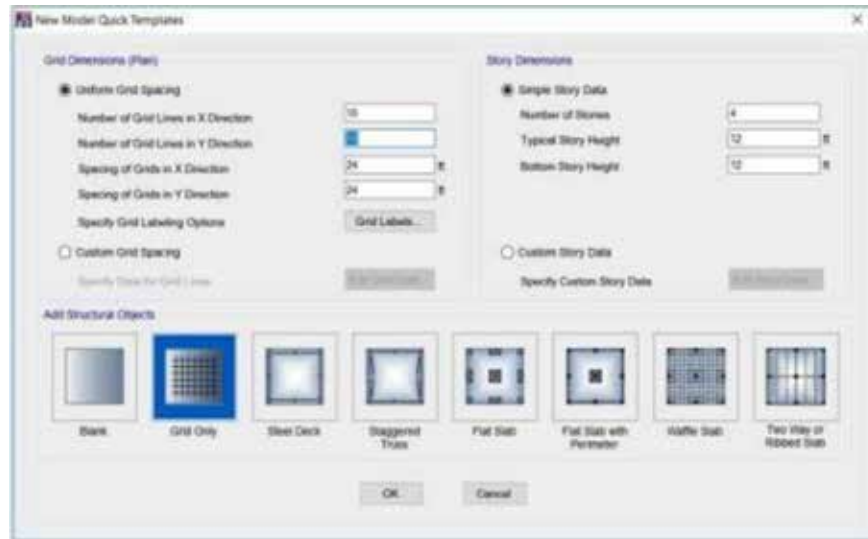 New Model Quick Templates
Grid Dimensions (Plan)
Uniform Grid Spacing
Number of Grid Lines in X Direction
Number of Grid Lines in Y Direction
Spacing of Grids in X Direction 24 ft
Spacing of Grids in Y Direction 24 ft
Specify Grid Labeling Options Grid Labels...
Custom Grid Spacing
Specify Data for Grid Lines
Story Dimensions
Simple Story Data
Number of Stories 4
Typical Story Height 12 ft
Bottom Story Height 12 ft
Custom Story Data
Specify Custom Story Data
Add Structural Objects
Blank
Grid Only
Steel Deck
Staggered Truss
Flat Slab
Flat Slab with Perimeter
Waffle Slab
Two Way or Ribbed Slab
OK Cancel